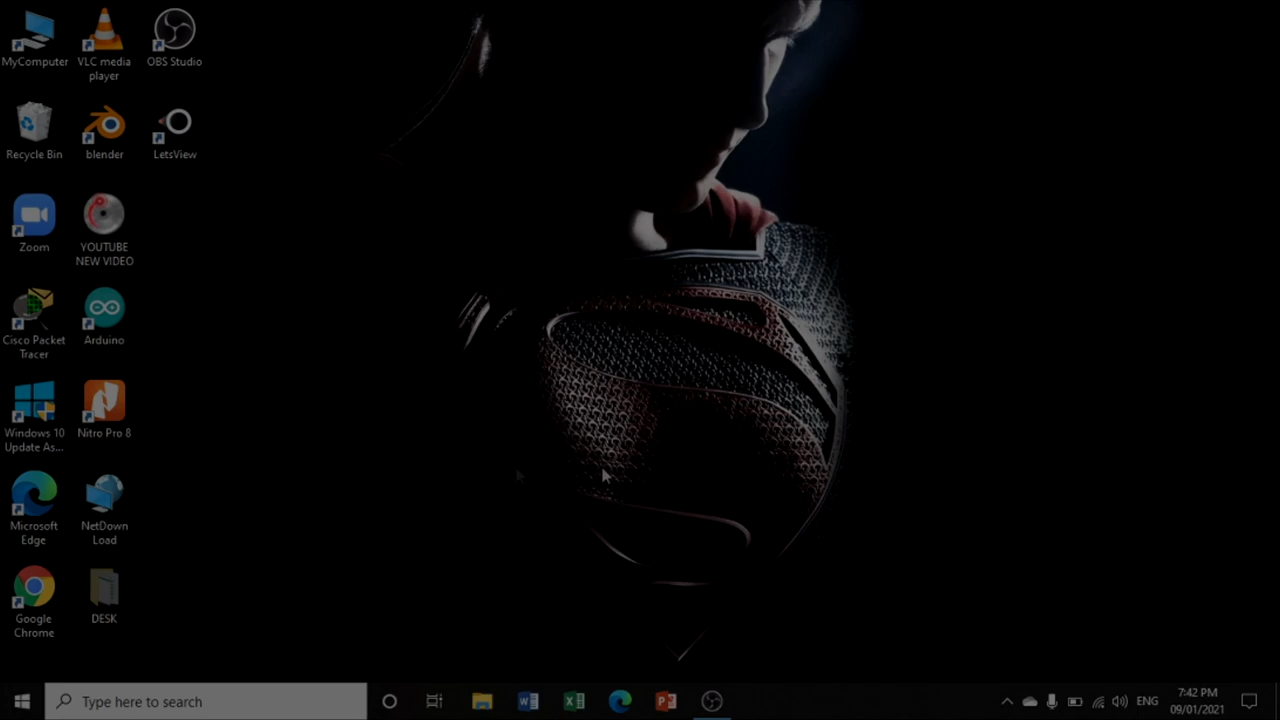 MyComputer
VLC media
player
OBS Studio
Recycle Bin
blender
LetsView
Zoom
YOUTUBE
NEW VIDEO
Cisco Packet
Tracer
Arduino
Windows 10
Update As...
Nitro Pro 8
Microsoft
Edge
NetDown
Load
Google
Chrome
DESK
Type here to search
ENG
7:42 PM
09/01/2021